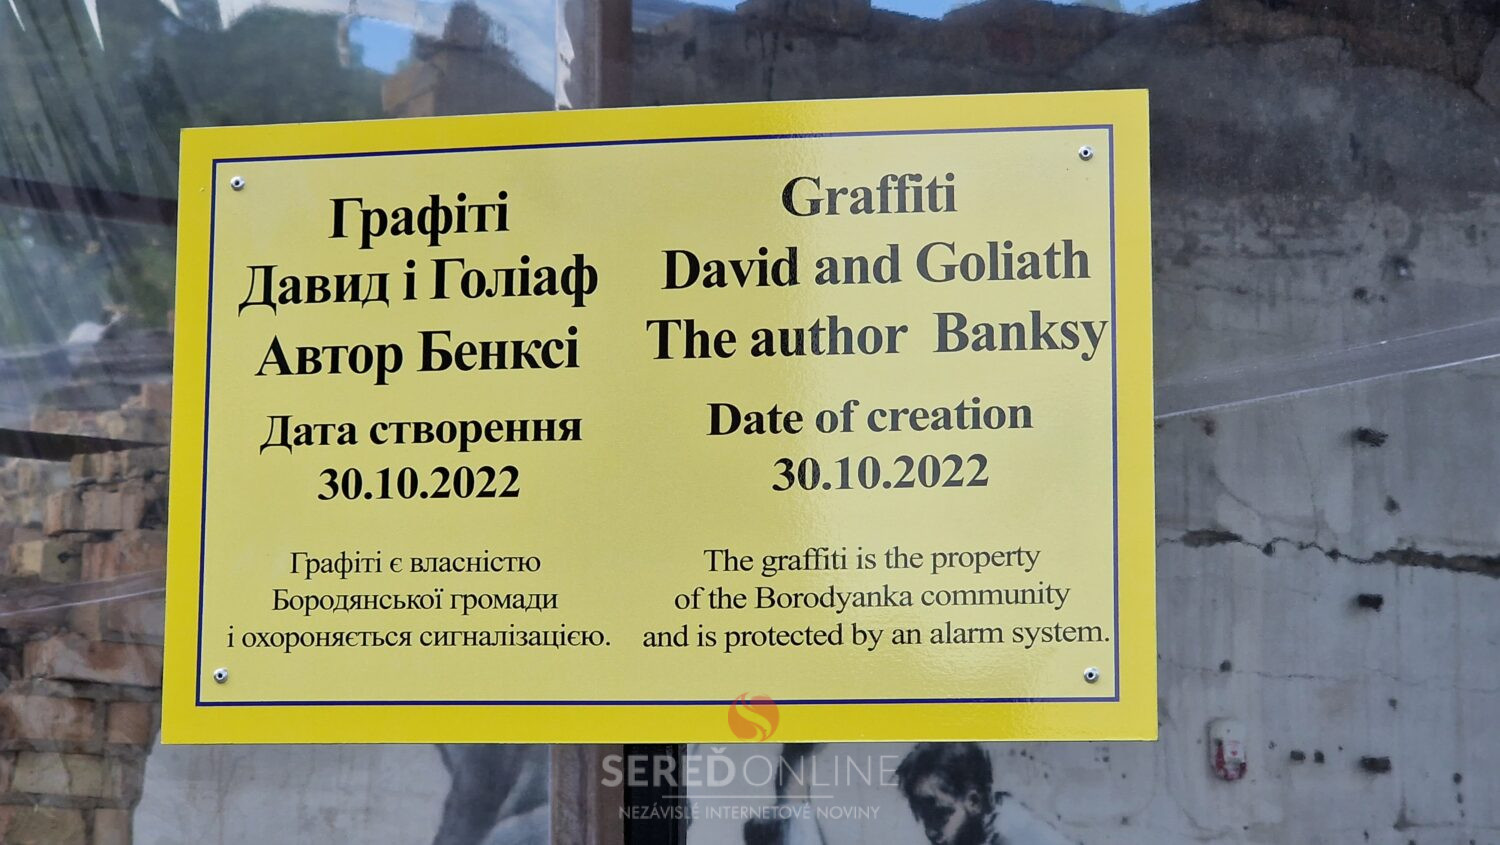 Графіті
Давид і Голіаф
Автор Бенксі
Дата створення
30.10.2022
Графіті є власністю
Бородянської громади
і охороняється сигналізацією.
Graffiti
David and Goliath
The author Banksy
Date of creation
30.10.2022
The graffiti is the property
of the Borodyanka community
and is protected by an alarm system.
SEREĎONLINE
NEZÁVISLÉ INTERNETOVÉ NOVINY